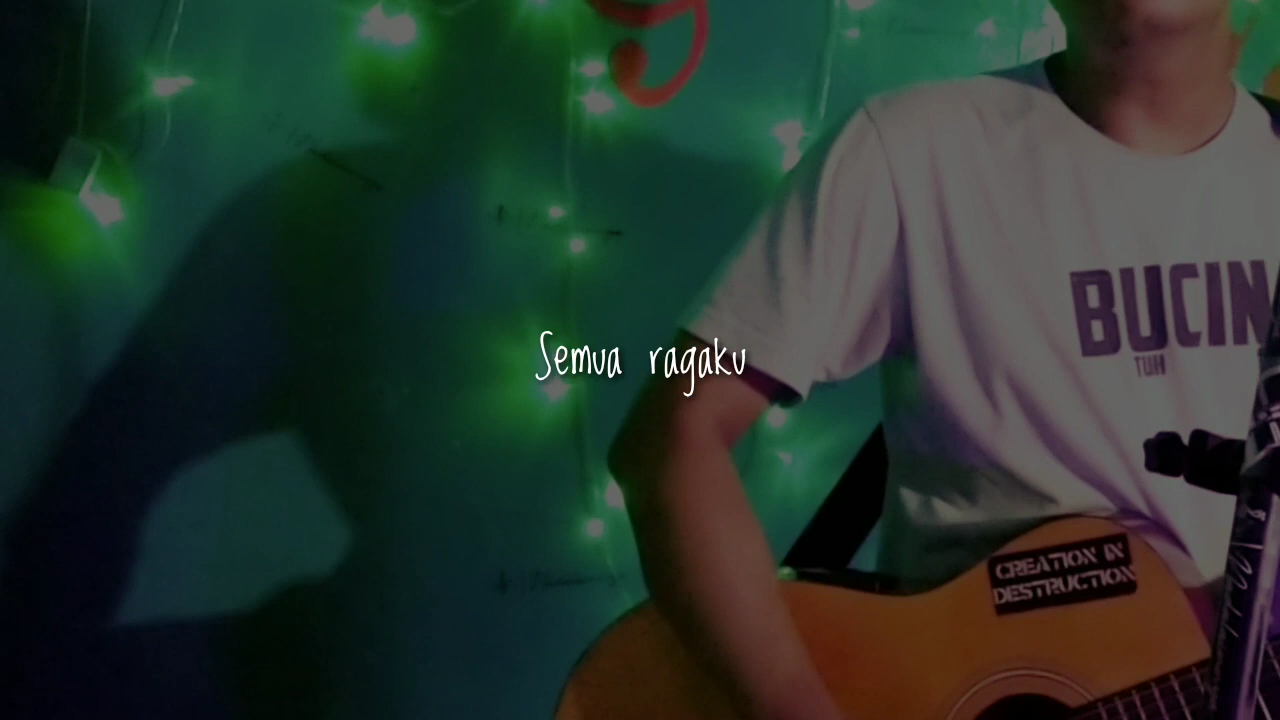 Semua ragaku
BUCIN
TUH
CREATION IN
DESTRUCTION